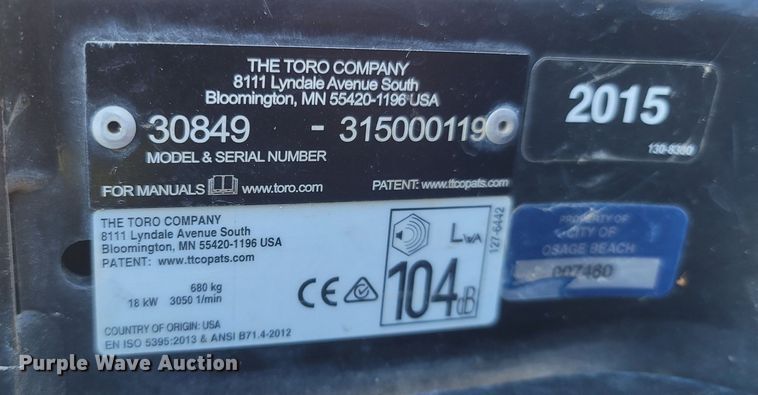 THE TORO COMPANY
8111 Lyndale Avenue South
Bloomington, MN 55420-1196 USA
30849 - 315000119
MODEL & SERIAL NUMBER
FOR MANUALS www.toro.com PATENT: www.ttcopats.com
2015
130-8380
THE TORO COMPANY
8111 Lyndale Avenue South
Bloomington, MN 55420-1196 USA
PATENT: www.ttcopats.com
680 kg
18 kW 3050 1/min
COUNTRY OF ORIGIN: USA
EN ISO 5395:2013 & ANSI B71.4-2012
CE
LWA
104 dB
127-6442
PROPERTY OF
CITY OF
OSAGE BEACH
007480
Purple Wave Auction